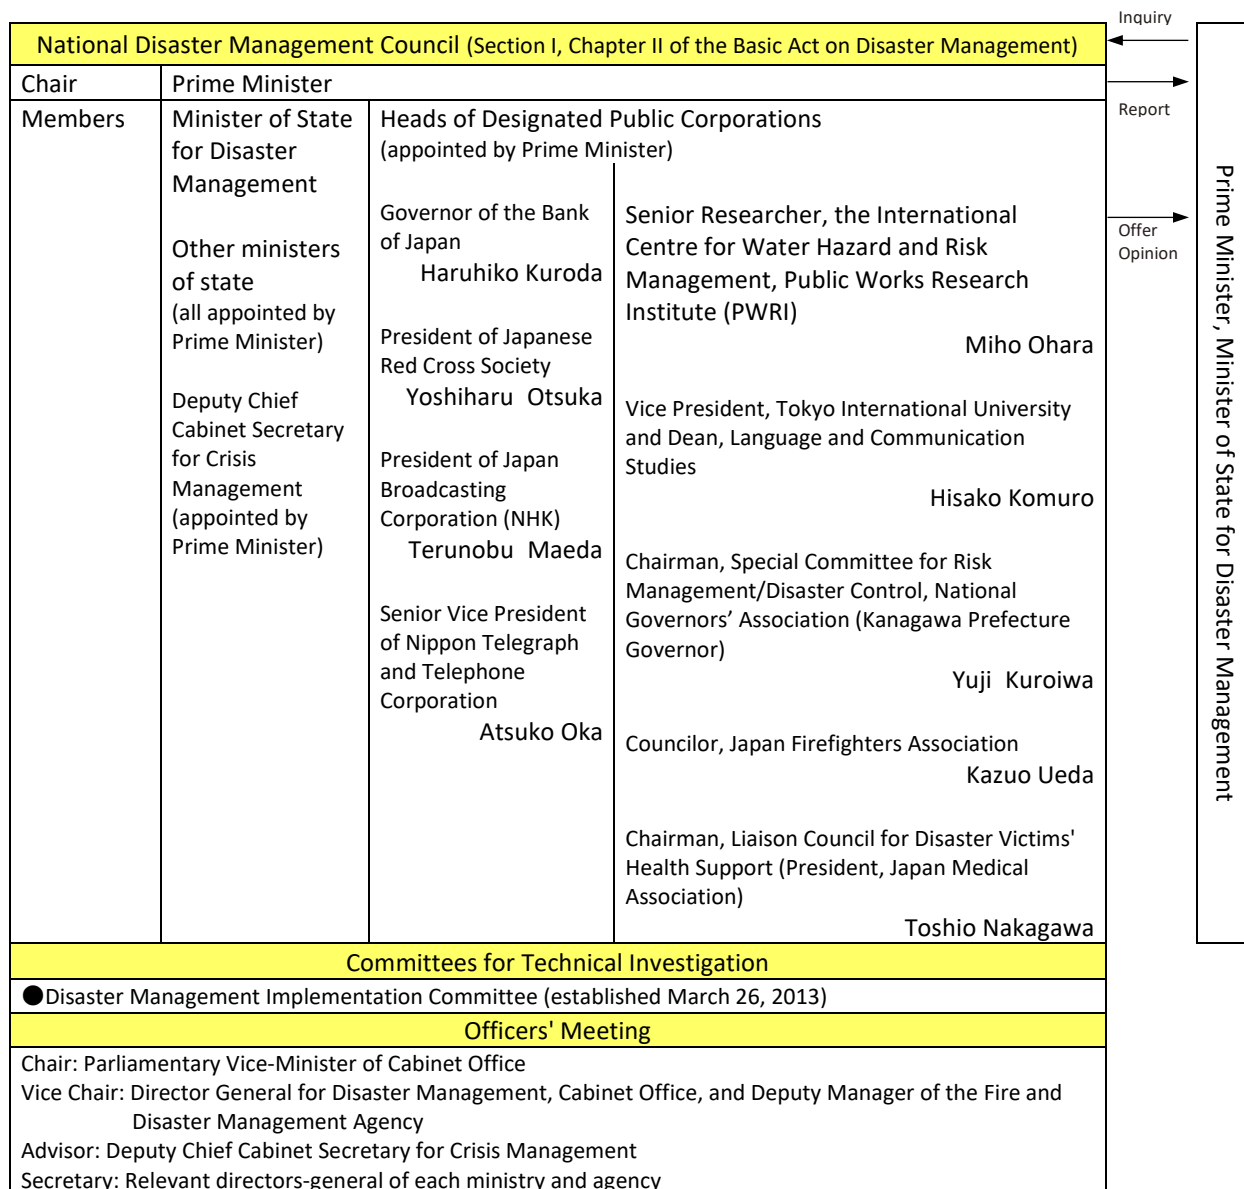 National Disaster Management Council (Section I, Chapter II of the Basic Act on Disaster Management)
Chair
Prime Minister
Members
Minister of State
for Disaster
Management
Other ministers
of state
(all appointed by
Prime Minister)
Deputy Chief
Cabinet Secretary
for Crisis
Management
(appointed by
Prime Minister)
Heads of Designated Public Corporations
(appointed by Prime Minister)
Governor of the Bank
of Japan
Haruhiko Kuroda
President of Japanese
Red Cross Society
Yoshiharu Otsuka
President of Japan
Broadcasting
Corporation (NHK)
Terunobu Maeda
Senior Vice President
of Nippon Telegraph
and Telephone
Corporation
Atsuko Oka
Senior Researcher, the International
Centre for Water Hazard and Risk
Management, Public Works Research
Institute (PWRI)
Miho Ohara
Vice President, Tokyo International University
and Dean, Language and Communication
Studies
Hisako Komuro
Chairman, Special Committee for Risk
Management/Disaster Control, National
Governors’ Association (Kanagawa Prefecture
Governor)
Yuji Kuroiwa
Councilor, Japan Firefighters Association
Kazuo Ueda
Chairman, Liaison Council for Disaster Victims'
Health Support (President, Japan Medical
Association)
Toshio Nakagawa
Committees for Technical Investigation
●Disaster Management Implementation Committee (established March 26, 2013)
Officers' Meeting
Chair: Parliamentary Vice-Minister of Cabinet Office
Vice Chair: Director General for Disaster Management, Cabinet Office, and Deputy Manager of the Fire and
Disaster Management Agency
Advisor: Deputy Chief Cabinet Secretary for Crisis Management
Secretary: Relevant directors-general of each ministry and agency
Inquiry
Report
Offer
Opinion
Prime Minister, Minister of State for Disaster Management